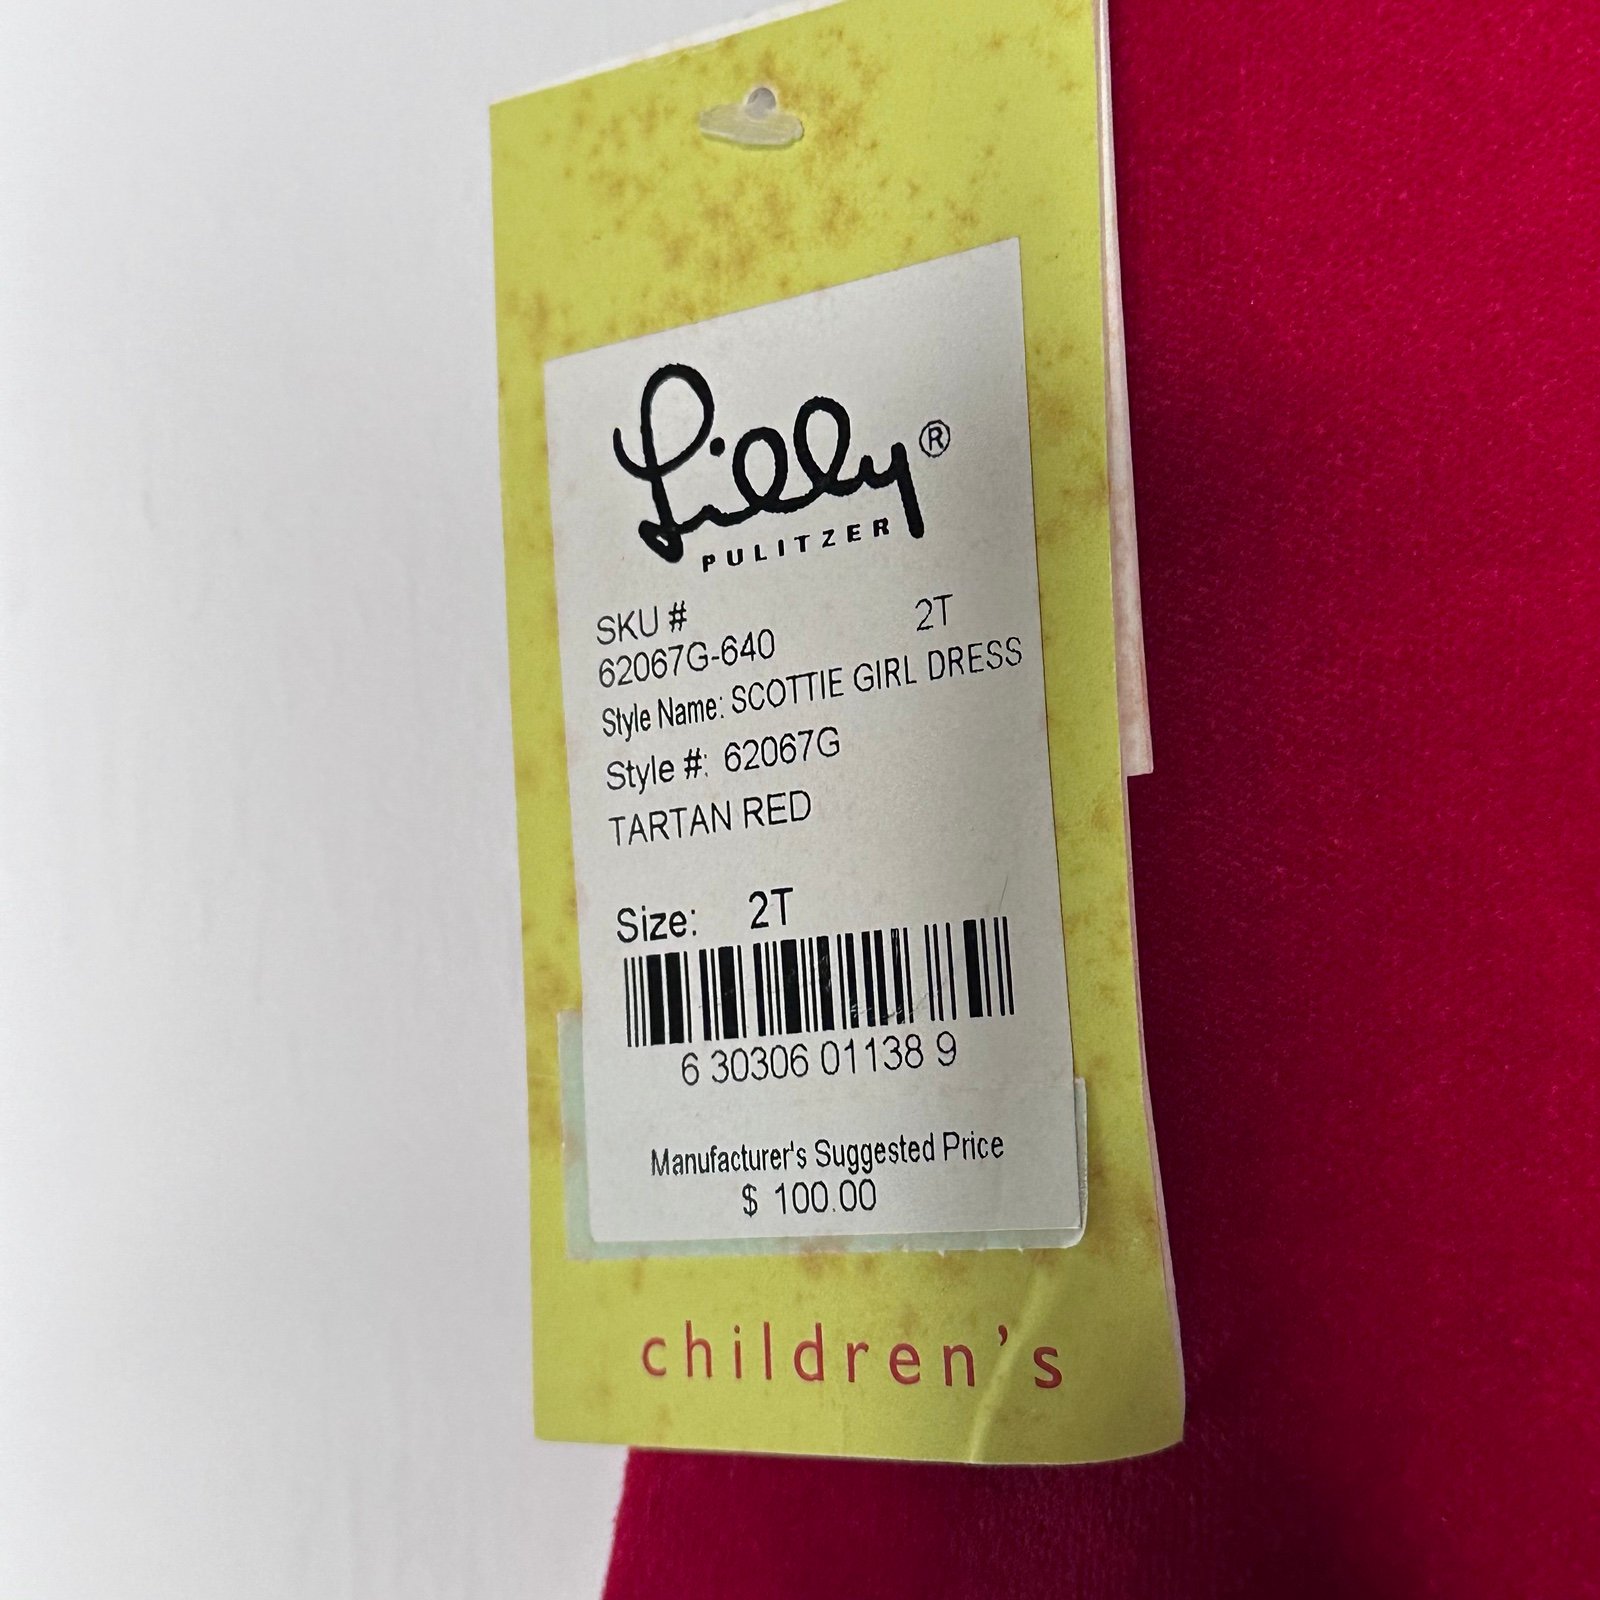 Lilly®
PULITZER
SKU #
62067G-640 2T
Style Name: SCOTTIE GIRL DRESS
Style #: 62067G
TARTAN RED
Size: 2T
6 30306 01138 9
Manufacturer's Suggested Price
$ 100.00
children's